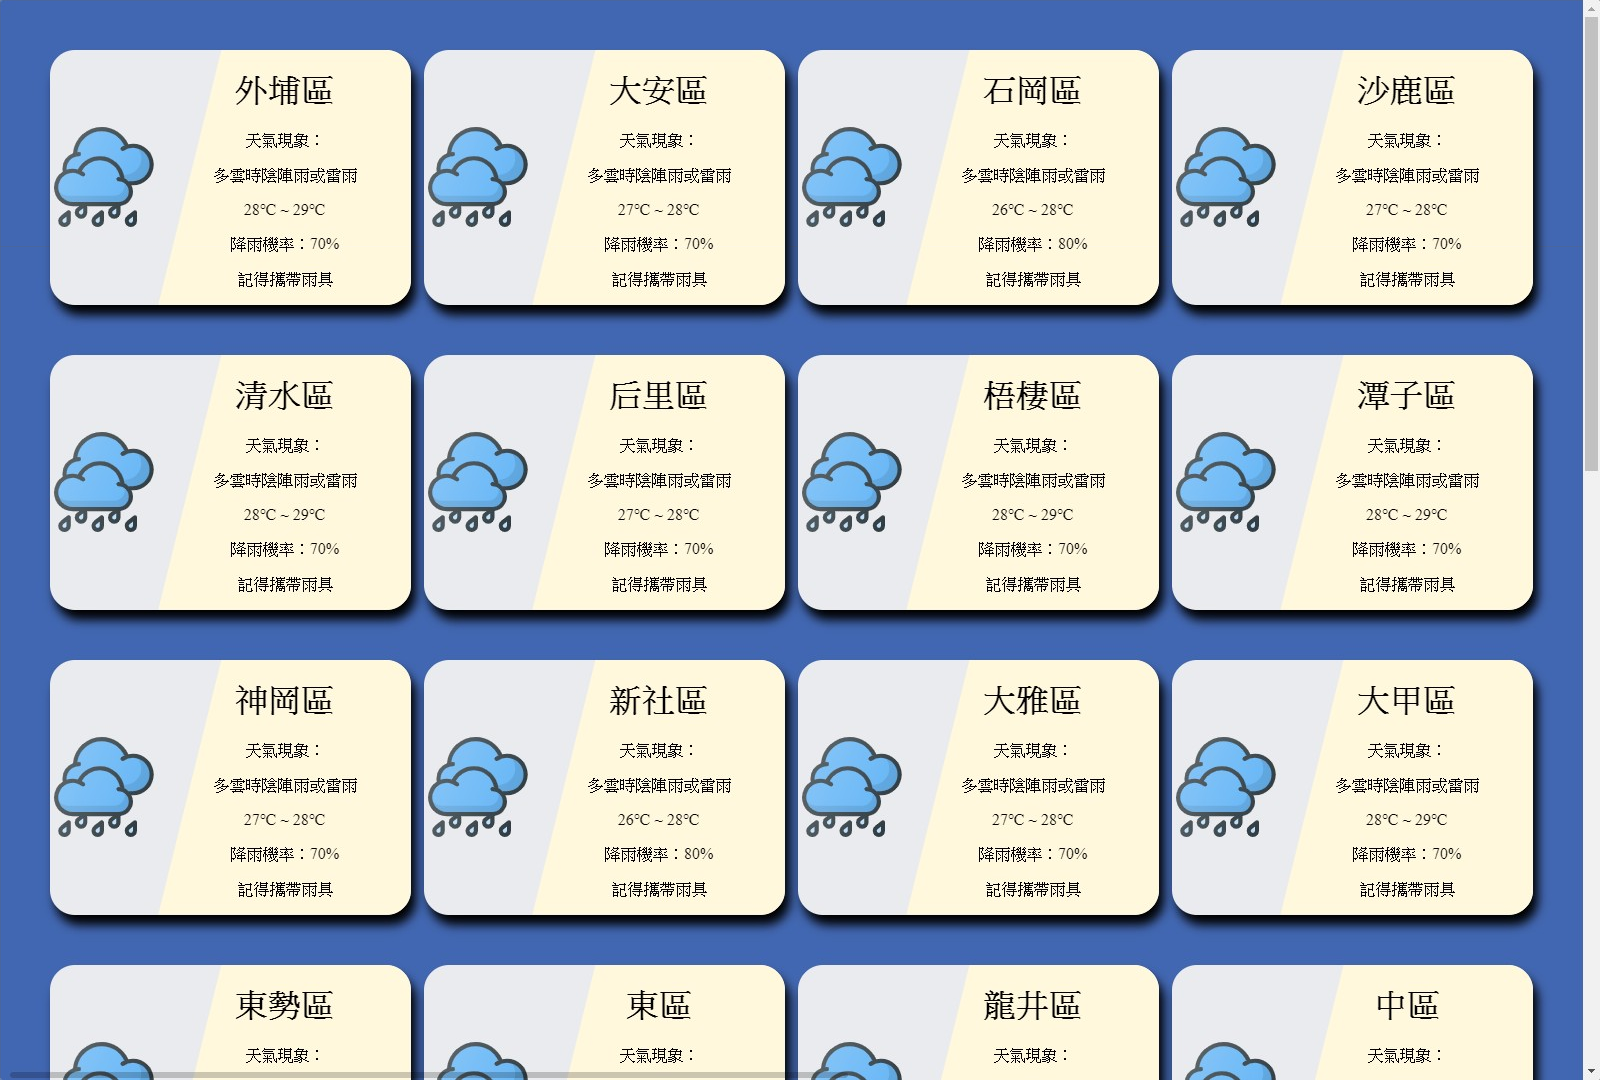 外埔區
天氣現象：
多雲時陰陣雨或雷雨
28°C ~ 29°C
降雨機率：70%
記得攜帶雨具
大安區
天氣現象：
多雲時陰陣雨或雷雨
27°C ~ 28°C
降雨機率：70%
記得攜帶雨具
石岡區
天氣現象：
多雲時陰陣雨或雷雨
26°C ~ 28°C
降雨機率：80%
記得攜帶雨具
沙鹿區
天氣現象：
多雲時陰陣雨或雷雨
27°C ~ 28°C
降雨機率：70%
記得攜帶雨具
清水區
天氣現象：
多雲時陰陣雨或雷雨
28°C ~ 29°C
降雨機率：70%
記得攜帶雨具
后里區
天氣現象：
多雲時陰陣雨或雷雨
27°C ~ 28°C
降雨機率：70%
記得攜帶雨具
梧棲區
天氣現象：
多雲時陰陣雨或雷雨
28°C ~ 29°C
降雨機率：70%
記得攜帶雨具
潭子區
天氣現象：
多雲時陰陣雨或雷雨
28°C ~ 29°C
降雨機率：70%
記得攜帶雨具
神岡區
天氣現象：
多雲時陰陣雨或雷雨
27°C ~ 28°C
降雨機率：70%
記得攜帶雨具
新社區
天氣現象：
多雲時陰陣雨或雷雨
26°C ~ 28°C
降雨機率：80%
記得攜帶雨具
大雅區
天氣現象：
多雲時陰陣雨或雷雨
27°C ~ 28°C
降雨機率：70%
記得攜帶雨具
大甲區
天氣現象：
多雲時陰陣雨或雷雨
28°C ~ 29°C
降雨機率：70%
記得攜帶雨具
東勢區
天氣現象：
東區
天氣現象：
龍井區
天氣現象：
中區
天氣現象：